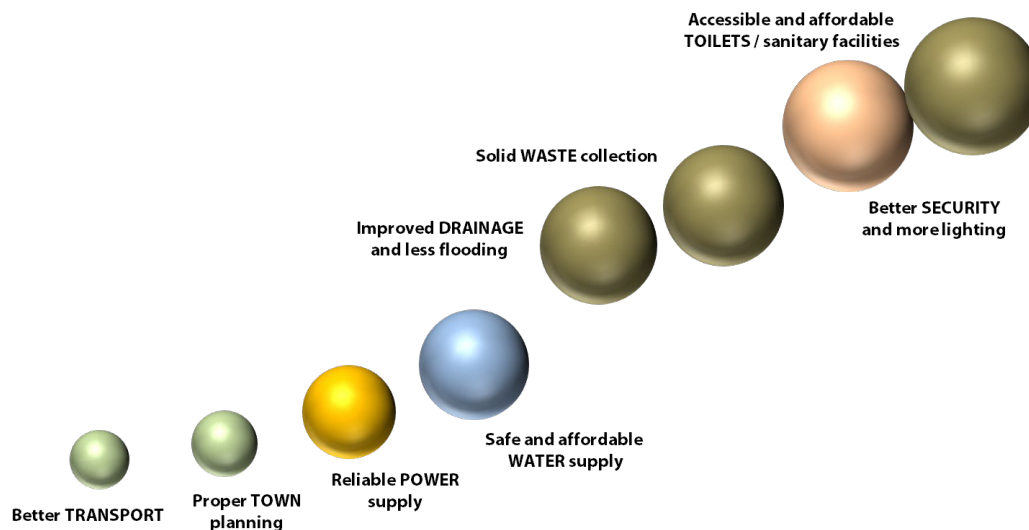 Accessible and affordable
TOILETS / sanitary facilities
Solid WASTE collection
Better SECURITY
and more lighting
Improved DRAINAGE
and less flooding
Safe and affordable
WATER supply
Reliable POWER
supply
Proper TOWN
planning
Better TRANSPORT